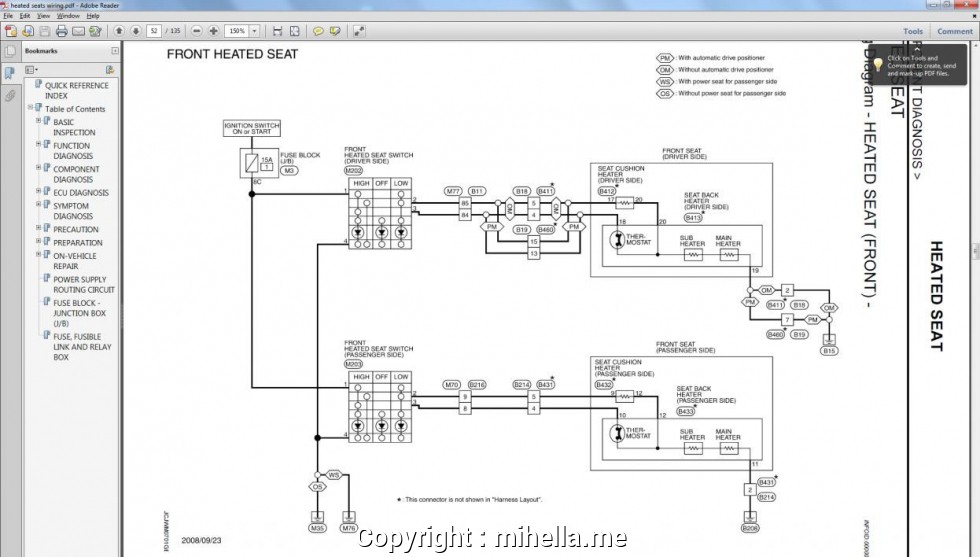 heated seats wiring.pdf - Adobe Reader
File Edit View Window Help
52 / 135
150%
Tools Comment
Bookmarks
QUICK REFERENCE
INDEX
Table of Contents
BASIC
INSPECTION
FUNCTION
DIAGNOSIS
COMPONENT
DIAGNOSIS
ECU DIAGNOSIS
SYMPTOM
DIAGNOSIS
PRECAUTION
PREPARATION
ON-VEHICLE
REPAIR
POWER SUPPLY
ROUTING CIRCUIT
FUSE BLOCK -
JUNCTION BOX
(J/B)
FUSE, FUSIBLE
LINK AND RELAY
BOX
FRONT HEATED SEAT
PM : With automatic drive positioner
OM : Without automatic drive positioner
WS : With power seat for passenger side
OS : Without power seat for passenger side
Click on Tools and
Comment to create, send
and mark-up PDF files.
IGNITION SWITCH
ON or START
15A
1
FUSE BLOCK
(J/B)
M3
8C
FRONT
HEATED SEAT SWITCH
(DRIVER SIDE)
M202
HIGH OFF LOW
1
2
3
4
M77 B11
85
84
B18 B411 *
5
4
OM OM
PM PM
B19 B460 *
15
13
FRONT SEAT
(DRIVER SIDE)
SEAT CUSHION
HEATER
(DRIVER SIDE)
B412 *
17 20
SEAT BACK
HEATER
(DRIVER SIDE)
B413 *
18 20
THER-
MOSTAT
SUB
HEATER
MAIN
HEATER
19
OM 2
PM B411 * B18 OM
7 PM
B460 * B19
B15
FRONT
HEATED SEAT SWITCH
(PASSENGER SIDE)
M203
HIGH OFF LOW
1
2
3
4
M70 B216
9
8
B214 B431 *
5
4
FRONT SEAT
(PASSENGER SIDE)
SEAT CUSHION
HEATER
(PASSENGER SIDE)
B432 *
9 12
SEAT BACK
HEATER
(PASSENGER SIDE)
B433 *
10 12
THER-
MOSTAT
SUB
HEATER
MAIN
HEATER
11
2 B431 *
B214
B208
WS
OS
M35 M76
* : This connector is not shown in "Harness Layout".
2008/09/23
Diagram - HEATED SEAT (FRONT) -
SEAT
T DIAGNOSIS >
HEATED SEAT
Copyright : mihella.me